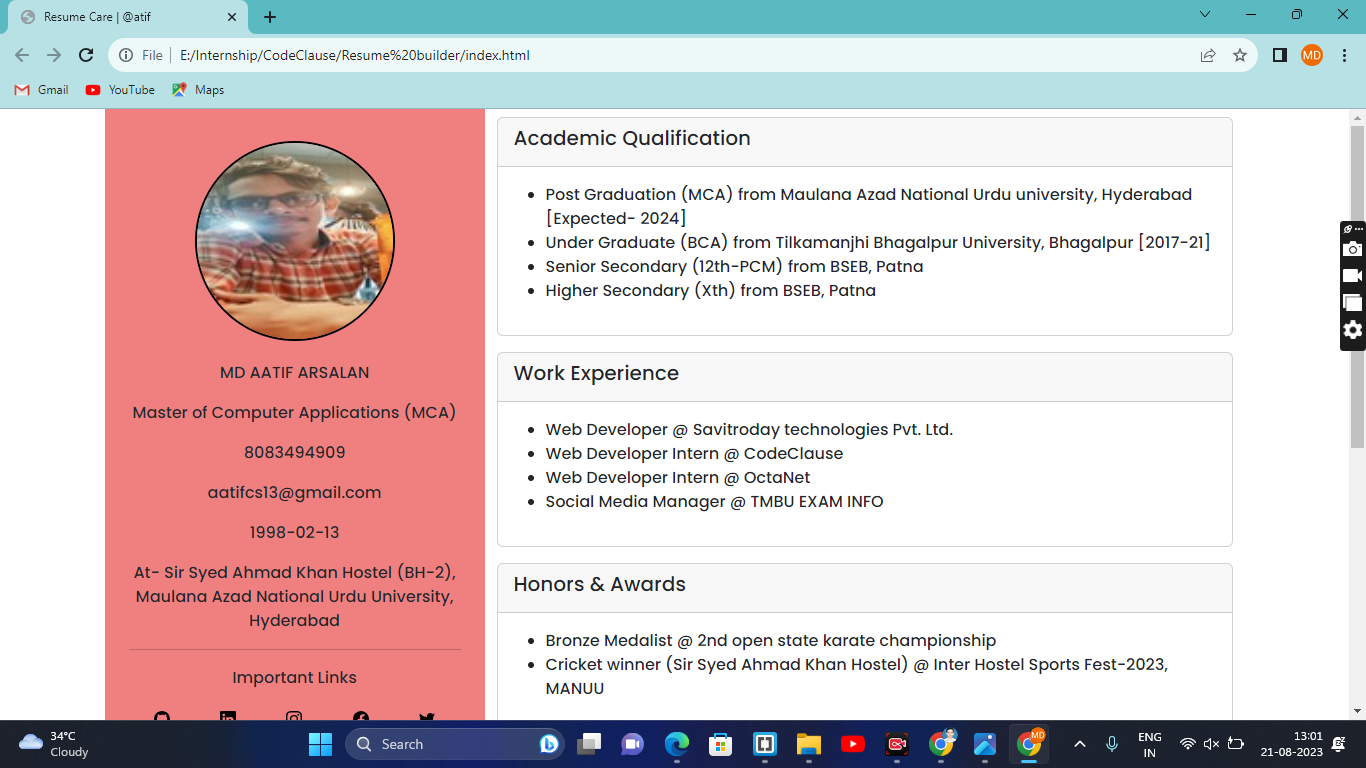 Resume Care | @atif
File
E:/Internship/CodeClause/Resume%20builder/index.html
MD
Gmail
YouTube
Maps
MD AATIF ARSALAN
Master of Computer Applications (MCA)
8083494909
aatifcs13@gmail.com
1998-02-13
At- Sir Syed Ahmad Khan Hostel (BH-2),
Maulana Azad National Urdu University,
Hyderabad
Important Links
Academic Qualification
Post Graduation (MCA) from Maulana Azad National Urdu university, Hyderabad
[Expected- 2024]
Under Graduate (BCA) from Tilkamanjhi Bhagalpur University, Bhagalpur [2017-21]
Senior Secondary (12th-PCM) from BSEB, Patna
Higher Secondary (Xth) from BSEB, Patna
Work Experience
Web Developer @ Savitroday technologies Pvt. Ltd.
Web Developer Intern @ CodeClause
Web Developer Intern @ OctaNet
Social Media Manager @ TMBU EXAM INFO
Honors & Awards
Bronze Medalist @ 2nd open state karate championship
Cricket winner (Sir Syed Ahmad Khan Hostel) @ Inter Hostel Sports Fest-2023,
MANUU
34°C
Cloudy
Search
MD
ENG
IN
13:01
21-08-2023